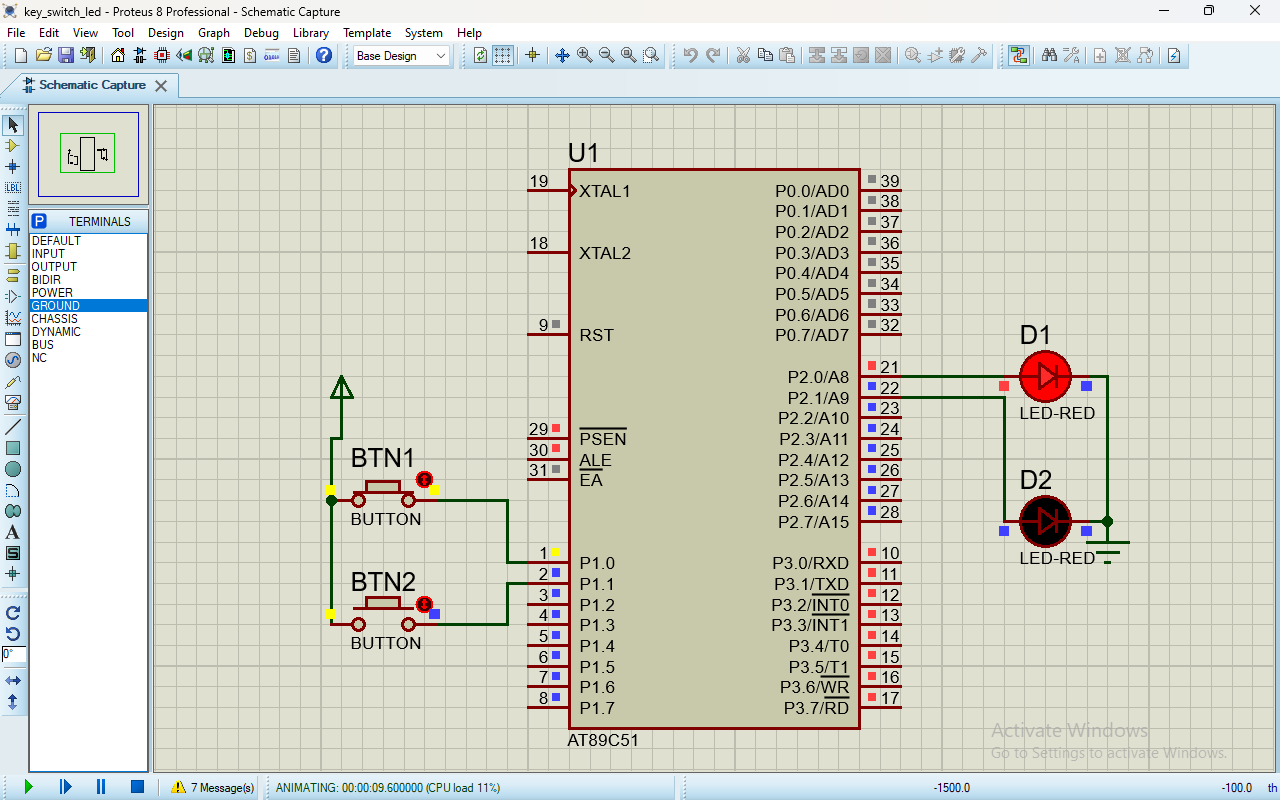 key_switch_led - Proteus 8 Professional - Schematic Capture
File Edit View Tool Design Graph Debug Library Template System Help
Base Design
Schematic Capture
LBL
TERMINALS
DEFAULT
INPUT
OUTPUT
BIDIR
POWER
GROUND
CHASSIS
DYNAMIC
BUS
NC
A
S
0°
U1
19 XTAL1
18 XTAL2
9 RST
29 PSEN
30 ALE
31 EA
1 P1.0
2 P1.1
3 P1.2
4 P1.3
5 P1.4
6 P1.5
7 P1.6
8 P1.7
P0.0/AD0 39
P0.1/AD1 38
P0.2/AD2 37
P0.3/AD3 36
P0.4/AD4 35
P0.5/AD5 34
P0.6/AD6 33
P0.7/AD7 32
P2.0/A8 21
P2.1/A9 22
P2.2/A10 23
P2.3/A11 24
P2.4/A12 25
P2.5/A13 26
P2.6/A14 27
P2.7/A15 28
P3.0/RXD 10
P3.1/TXD 11
P3.2/INT0 12
P3.3/INT1 13
P3.4/T0 14
P3.5/T1 15
P3.6/WR 16
P3.7/RD 17
AT89C51
BTN1
BUTTON
BTN2
BUTTON
D1
LED-RED
D2
LED-RED
Activate Windows
Go to Settings to activate Windows.
7 Message(s)
ANIMATING: 00:00:09.600000 (CPU load 11%)
-1500.0
-100.0
th